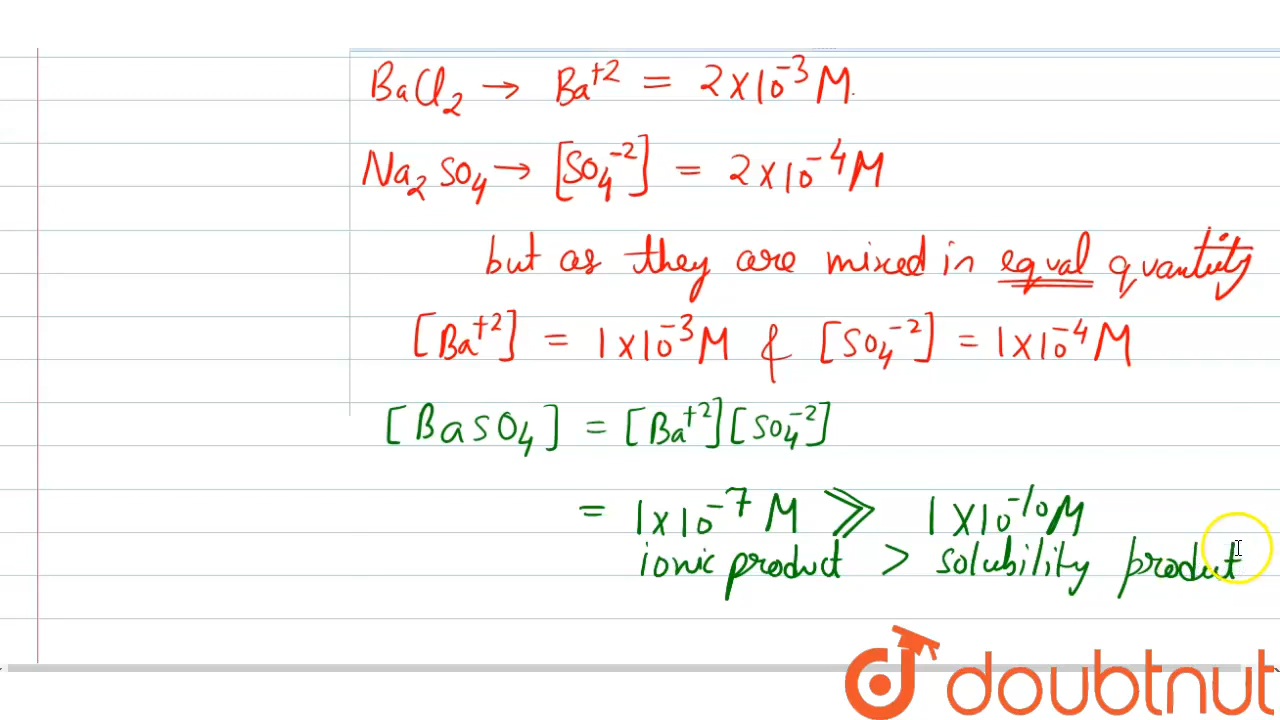 BaCl₂ → Ba⁺² = 2×10⁻³ M.
Na₂SO₄ → [SO₄⁻²] = 2×10⁻⁴ M
but as they are mixed in equal quantity
[Ba⁺²] = 1×10⁻³ M & [SO₄⁻²] = 1×10⁻⁴ M
[BaSO₄] = [Ba⁺²][SO₄⁻²]
= 1×10⁻⁷ M ≫ 1×10⁻¹⁰ M
ionic product > solubility product
doubtnut